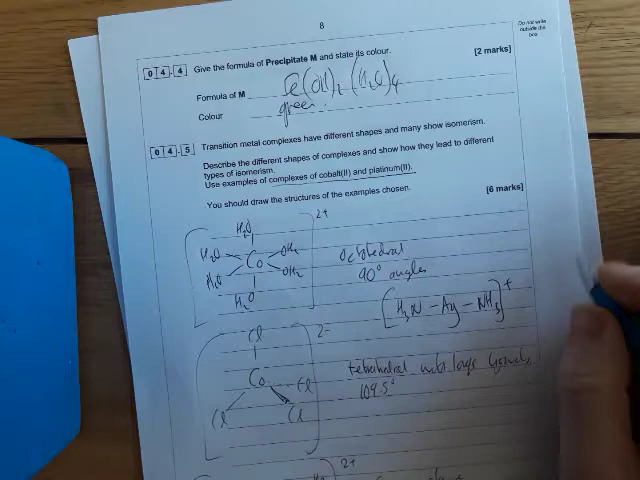 8
Do not write
outside the
box
0 4 . 4 Give the formula of Precipitate M and state its colour.
[2 marks]
Formula of M Fe(OH)2(H2O)4
Colour green
0 4 . 5 Transition metal complexes have different shapes and many show isomerism.
Describe the different shapes of complexes and show how they lead to different
types of isomerism.
Use examples of complexes of cobalt(II) and platinum(II).
You should draw the structures of the examples chosen.
[6 marks]
2+
H2O
H2O OH2
Co
H2O OH2
H2O
octohedral
90° angles
[H3N - Ag - NH3]+
2-
Cl
Co
Cl
Cl Cl
tetrahedral
109.5°
2+